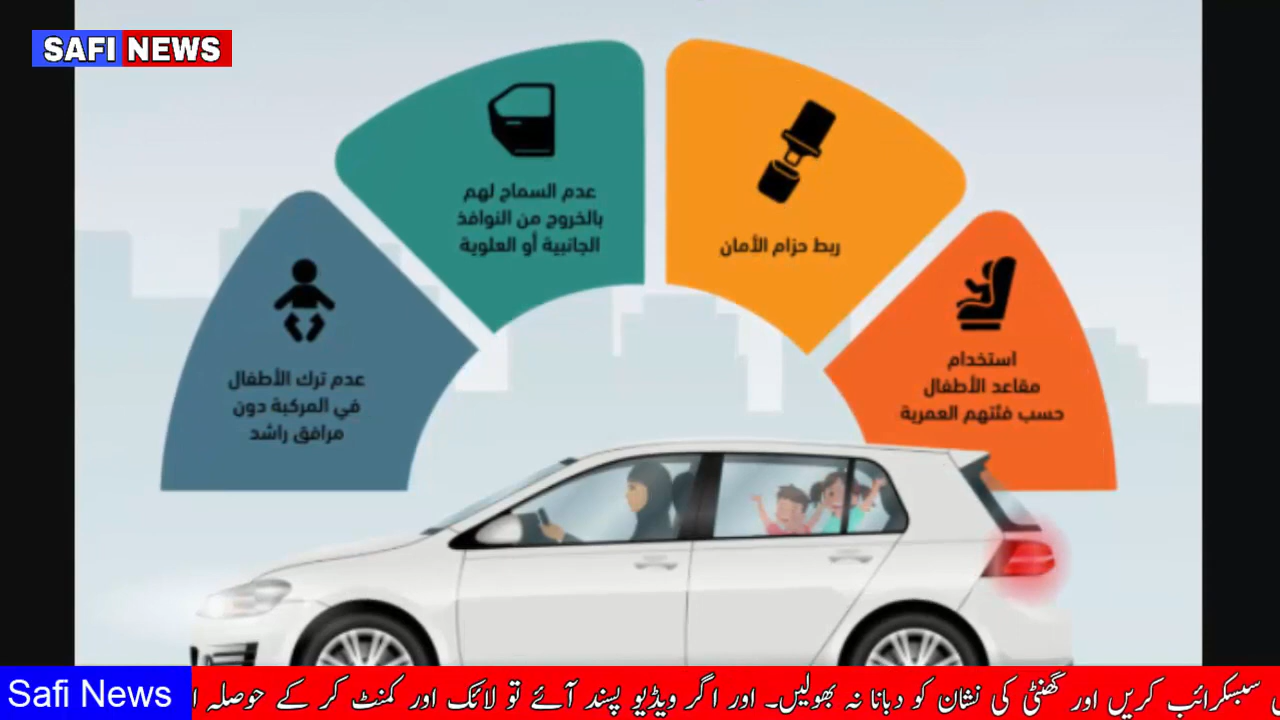 SAFI NEWS
استخدام
مقاعد الأطفال
حسب فئتهم العمرية
ربط حزام الأمان
عدم السماح لهم
بالخروج من النوافذ
الجانبية أو العلوية
عدم ترك الأطفال
في المركبة دون
مرافق راشد
Safi News
سبسکرائب کریں اور گھنٹی کی نشان کو دبانا نہ بھولیں۔ اور اگر ویڈیو پسند آئے تو لائک اور کمنٹ کر کے حوصلہ